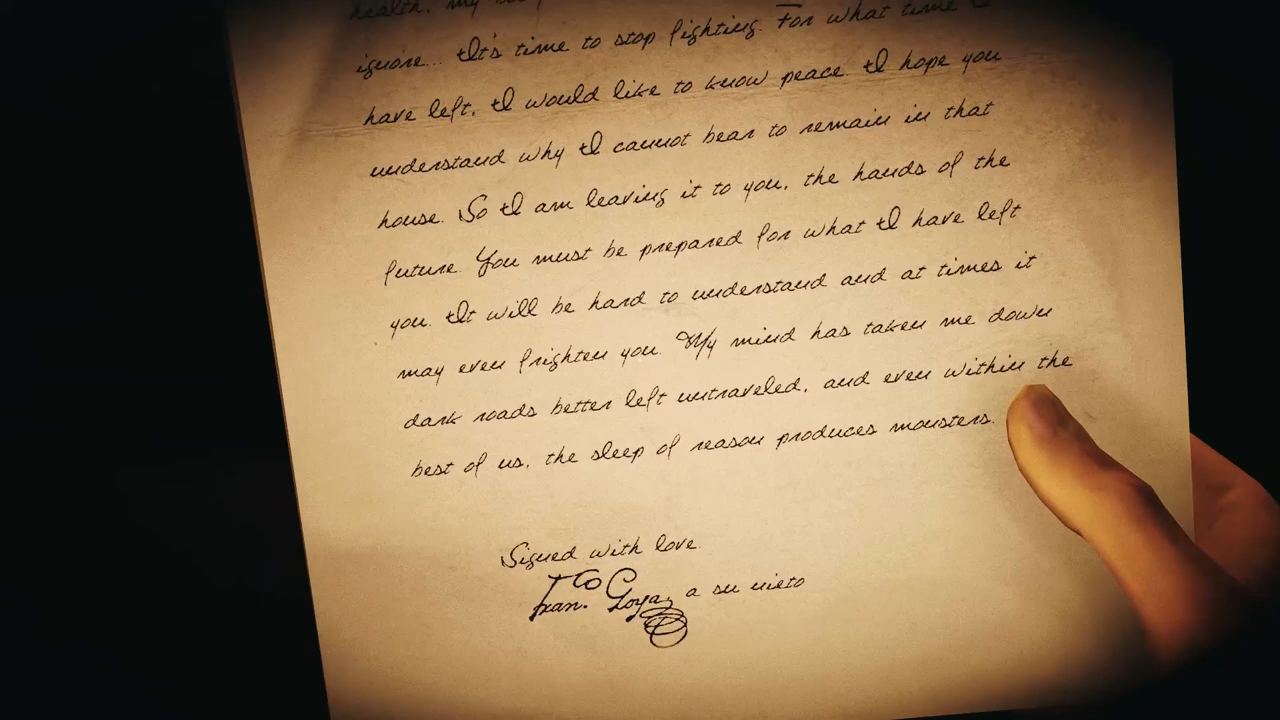 health, my
ignore... It's time to stop fighting. For what time I
have left, I would like to know peace. I hope you
understand why I cannot bear to remain in that
house. So I am leaving it to you, the hands of the
future. You must be prepared for what I have left
you. It will be hard to understand and at times it
may even frighten you. My mind has taken me down
dark roads better left untraveled, and even within the
best of us, the sleep of reason produces monsters.
Signed with love
Fran.co Goya, a su nieto